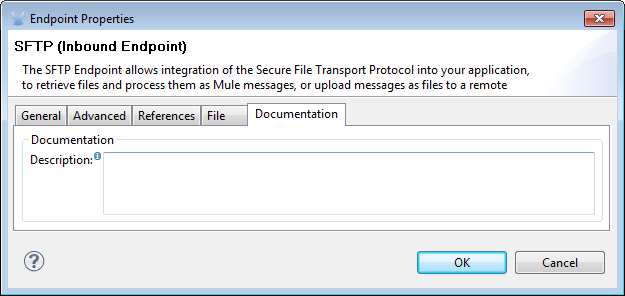 Endpoint Properties
SFTP (Inbound Endpoint)
The SFTP Endpoint allows integration of the Secure File Transport Protocol into your application,
to retrieve files and process them as Mule messages, or upload messages as files to a remote
General Advanced References File Documentation
Documentation
Description:
OK Cancel